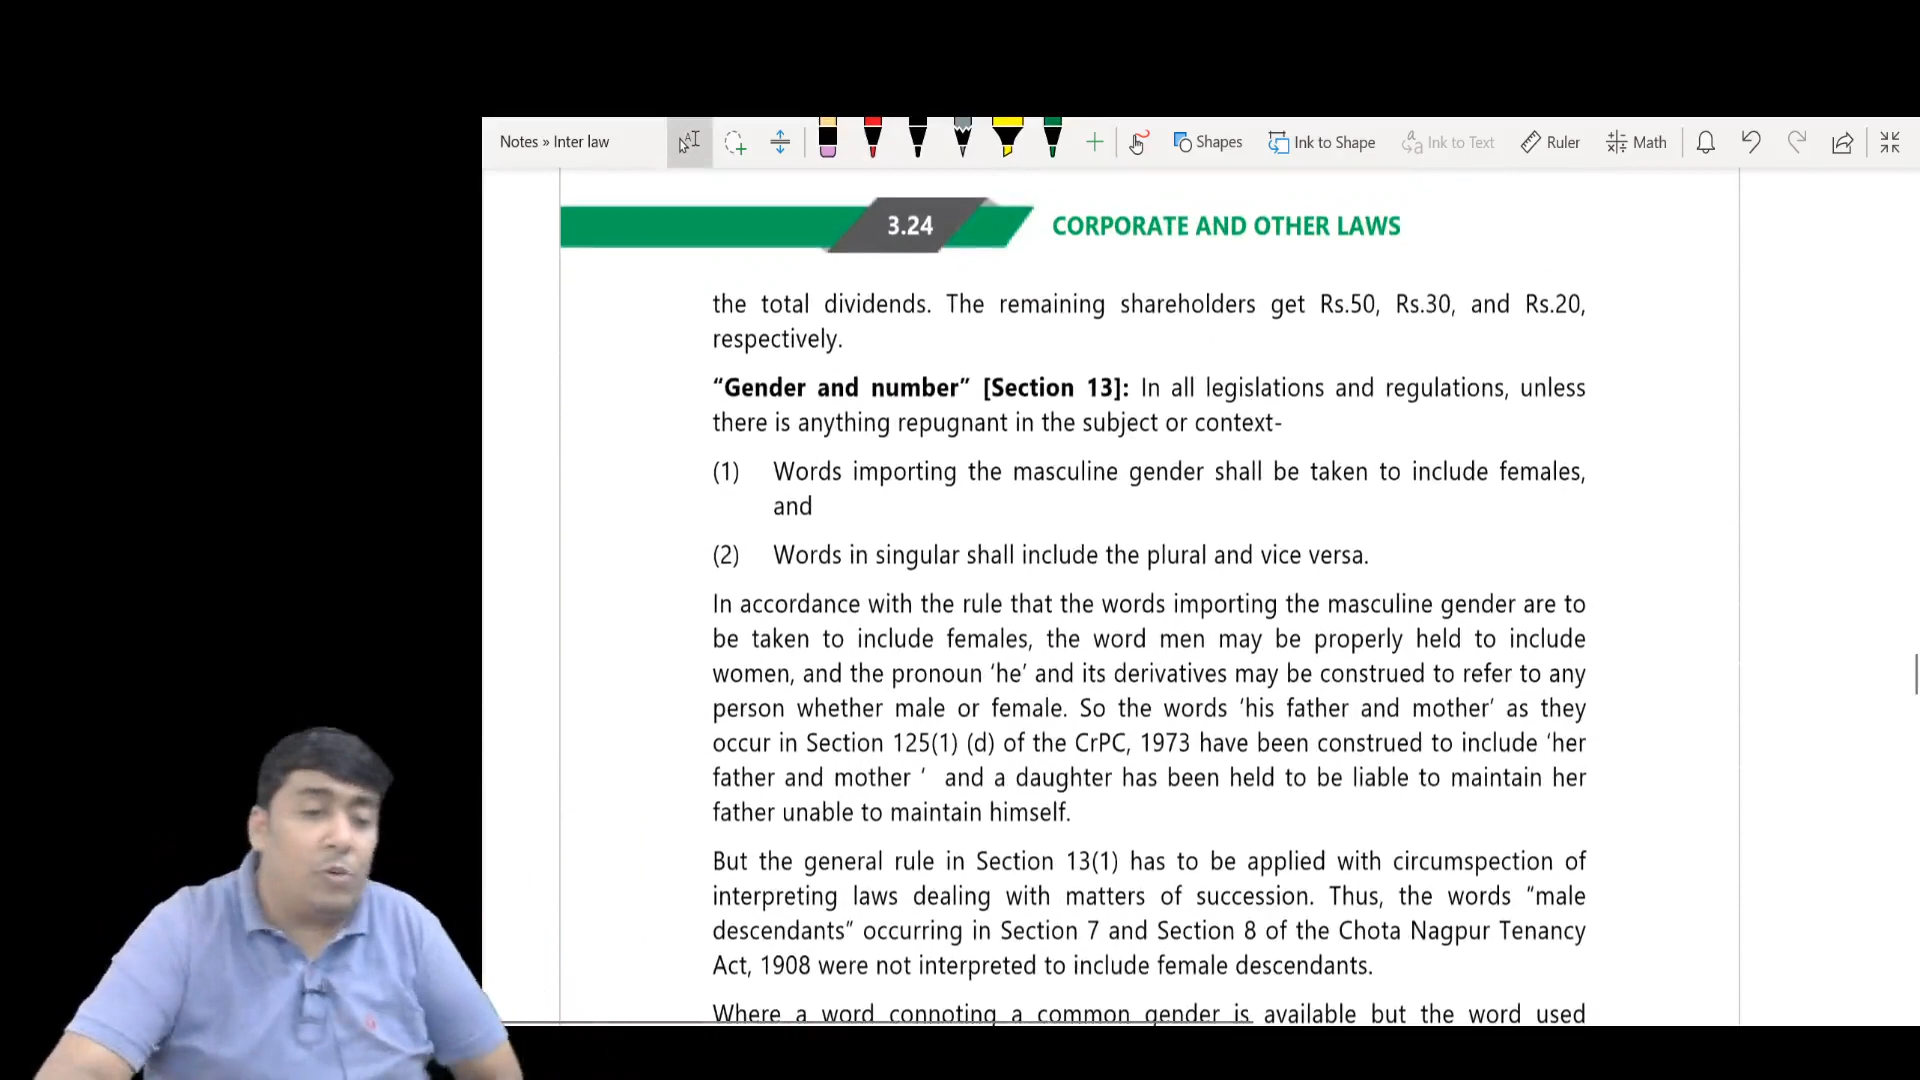 Notes » Inter law
Shapes
Ink to Shape
Ink to Text
Ruler
Math
3.24
CORPORATE AND OTHER LAWS
the total dividends. The remaining shareholders get Rs.50, Rs.30, and Rs.20,
respectively.
“Gender and number” [Section 13]: In all legislations and regulations, unless
there is anything repugnant in the subject or context-
(1) Words importing the masculine gender shall be taken to include females,
and
(2) Words in singular shall include the plural and vice versa.
In accordance with the rule that the words importing the masculine gender are to
be taken to include females, the word men may be properly held to include
women, and the pronoun ‘he’ and its derivatives may be construed to refer to any
person whether male or female. So the words ‘his father and mother’ as they
occur in Section 125(1) (d) of the CrPC, 1973 have been construed to include ‘her
father and mother ’ and a daughter has been held to be liable to maintain her
father unable to maintain himself.
But the general rule in Section 13(1) has to be applied with circumspection of
interpreting laws dealing with matters of succession. Thus, the words “male
descendants” occurring in Section 7 and Section 8 of the Chota Nagpur Tenancy
Act, 1908 were not interpreted to include female descendants.
Where a word connoting a common gender is available but the word used